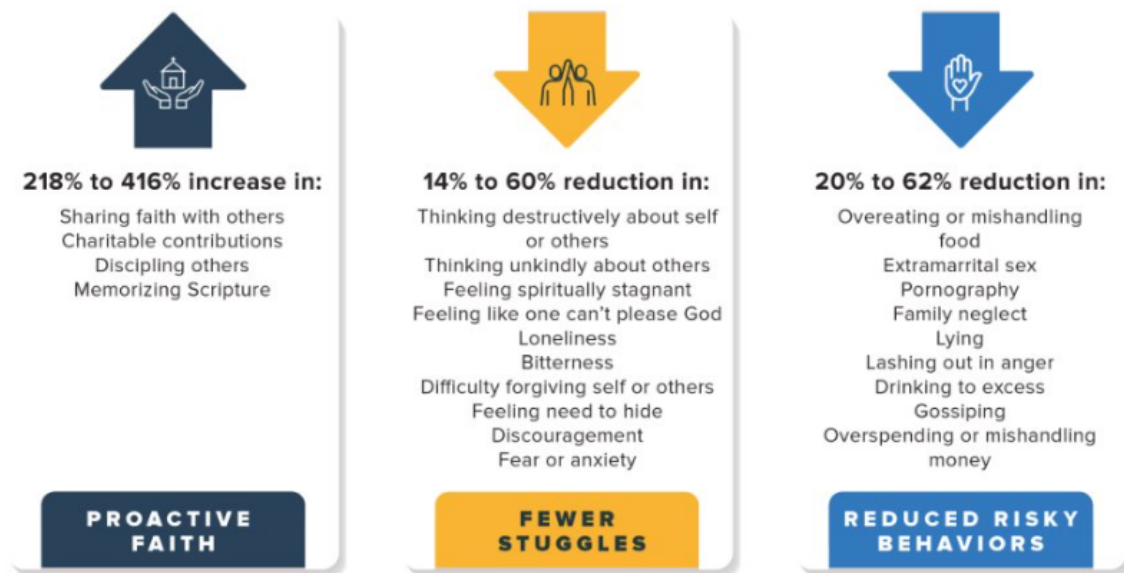 218% to 416% increase in:
Sharing faith with others
Charitable contributions
Discipling others
Memorizing Scripture
PROACTIVE
FAITH
14% to 60% reduction in:
Thinking destructively about self
or others
Thinking unkindly about others
Feeling spiritually stagnant
Feeling like one can't please God
Loneliness
Bitterness
Difficulty forgiving self or others
Feeling need to hide
Discouragement
Fear or anxiety
FEWER
STUGGLES
20% to 62% reduction in:
Overeating or mishandling
food
Extramarrital sex
Pornography
Family neglect
Lying
Lashing out in anger
Drinking to excess
Gossiping
Overspending or mishandling
money
REDUCED RISKY
BEHAVIORS